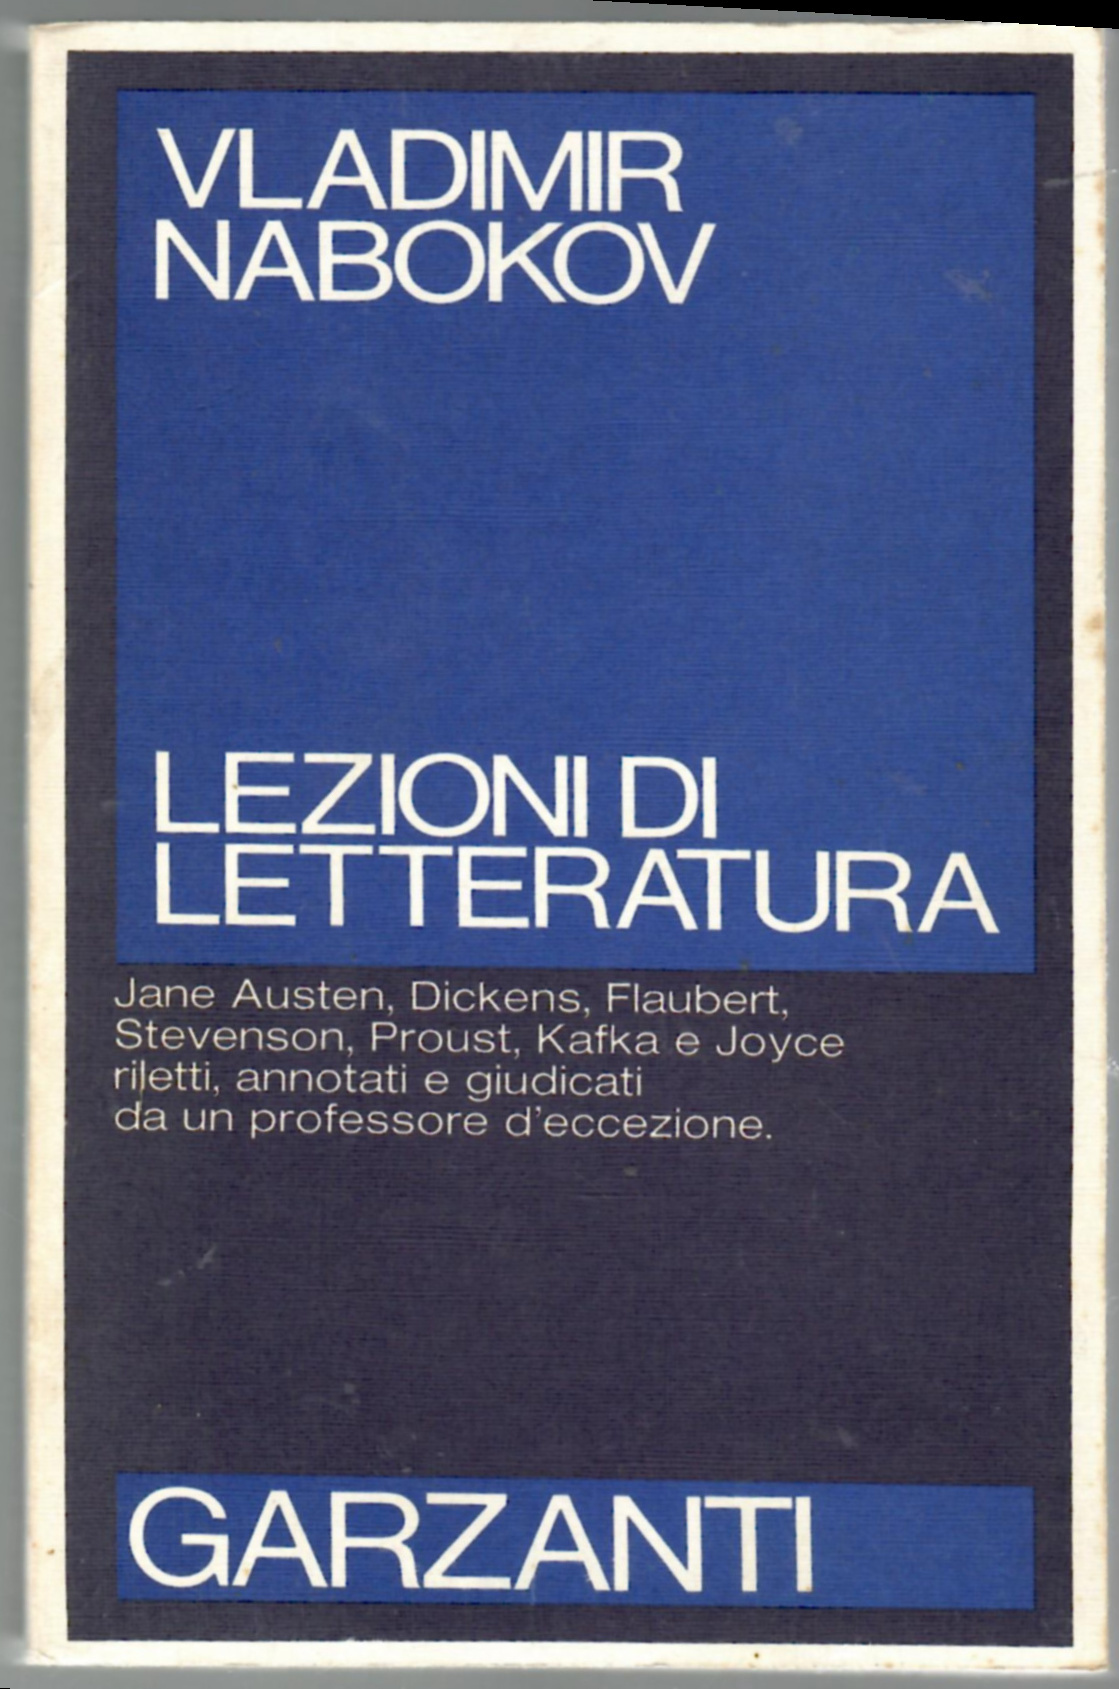 VLADIMIR
NABOKOV
LEZIONI DI
LETTERATURA
Jane Austen, Dickens, Flaubert,
Stevenson, Proust, Kafka e Joyce
riletti, annotati e giudicati
da un professore d'eccezione.
GARZANTI